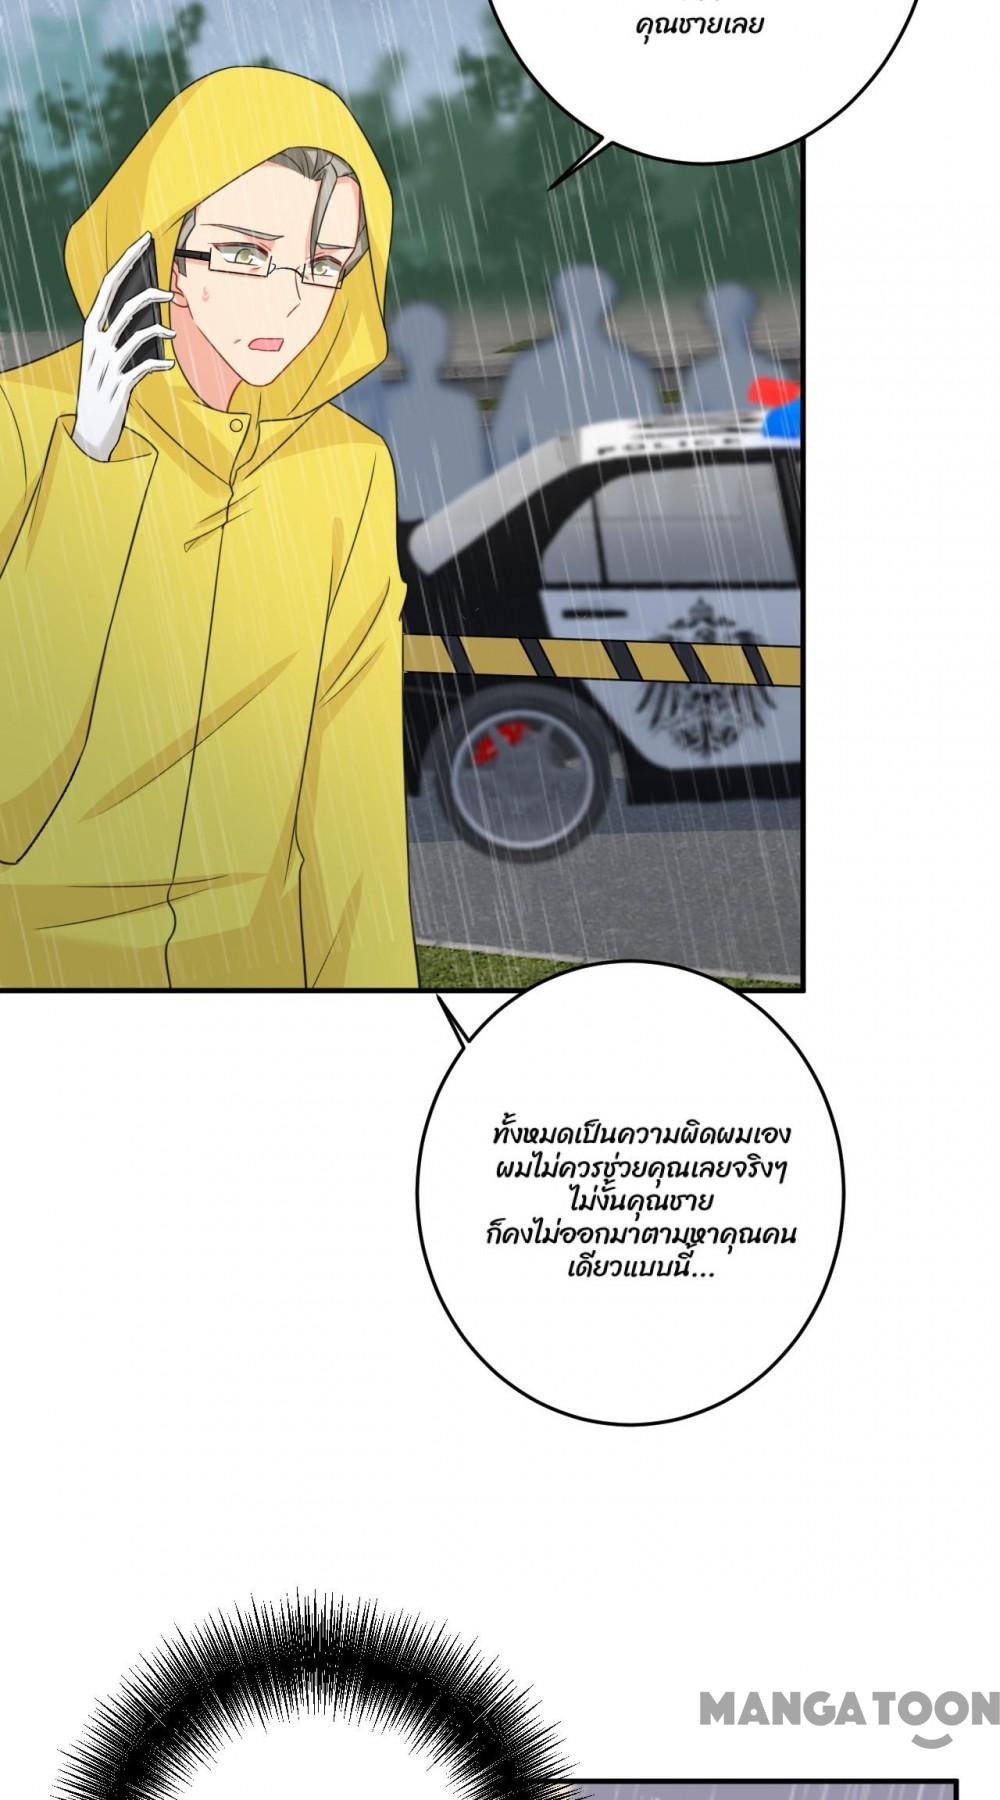 คุณชายเลย
POLICE
ทั้งหมดเป็นความผิดผมเอง
ผมไม่ควรช่วยคุณเลยจริงๆ
ไม่งั้นคุณชาย
ก็คงไม่ออกมาตามหาคุณคน
เดียวแบบนี้...
MANGATOON